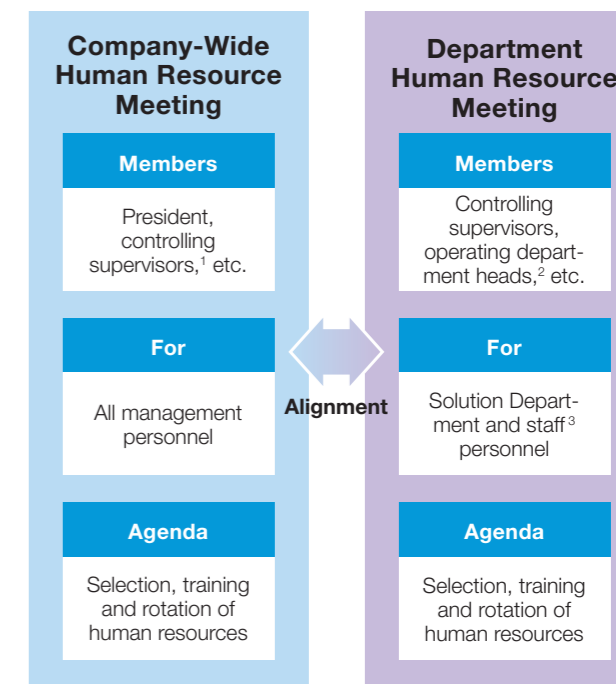 Company-Wide
Human Resource
Meeting
Members
President,
controlling
supervisors,¹ etc.
For
All management
personnel
Agenda
Selection, training
and rotation of
human resources
Alignment
Department
Human Resource
Meeting
Members
Controlling
supervisors,
operating depart-
ment heads,² etc.
For
Solution Depart-
ment and staff³
personnel
Agenda
Selection, training
and rotation of
human resources